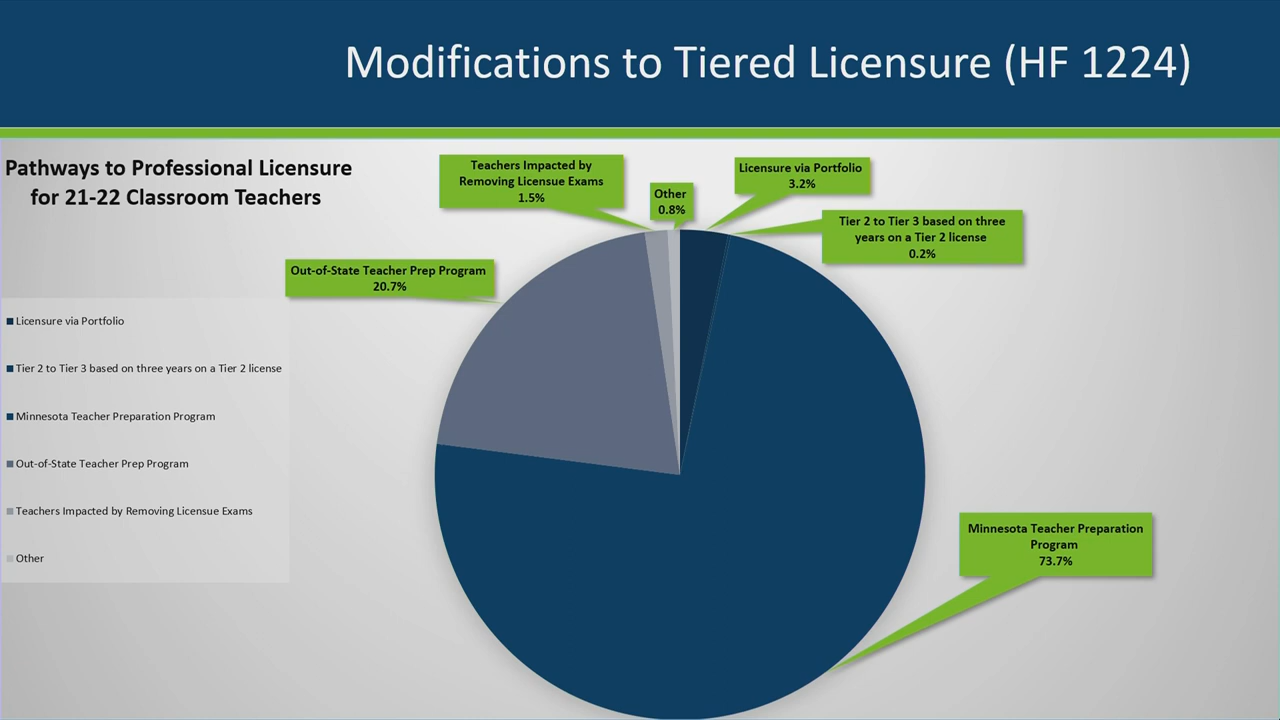 Modifications to Tiered Licensure (HF 1224)
Pathways to Professional Licensure
for 21-22 Classroom Teachers
Teachers Impacted by
Removing Licensue Exams
1.5%
Other
0.8%
Licensure via Portfolio
3.2%
Tier 2 to Tier 3 based on three
years on a Tier 2 license
0.2%
Out-of-State Teacher Prep Program
20.7%
Minnesota Teacher Preparation
Program
73.7%
Licensure via Portfolio
Tier 2 to Tier 3 based on three years on a Tier 2 license
Minnesota Teacher Preparation Program
Out-of-State Teacher Prep Program
Teachers Impacted by Removing Licensue Exams
Other